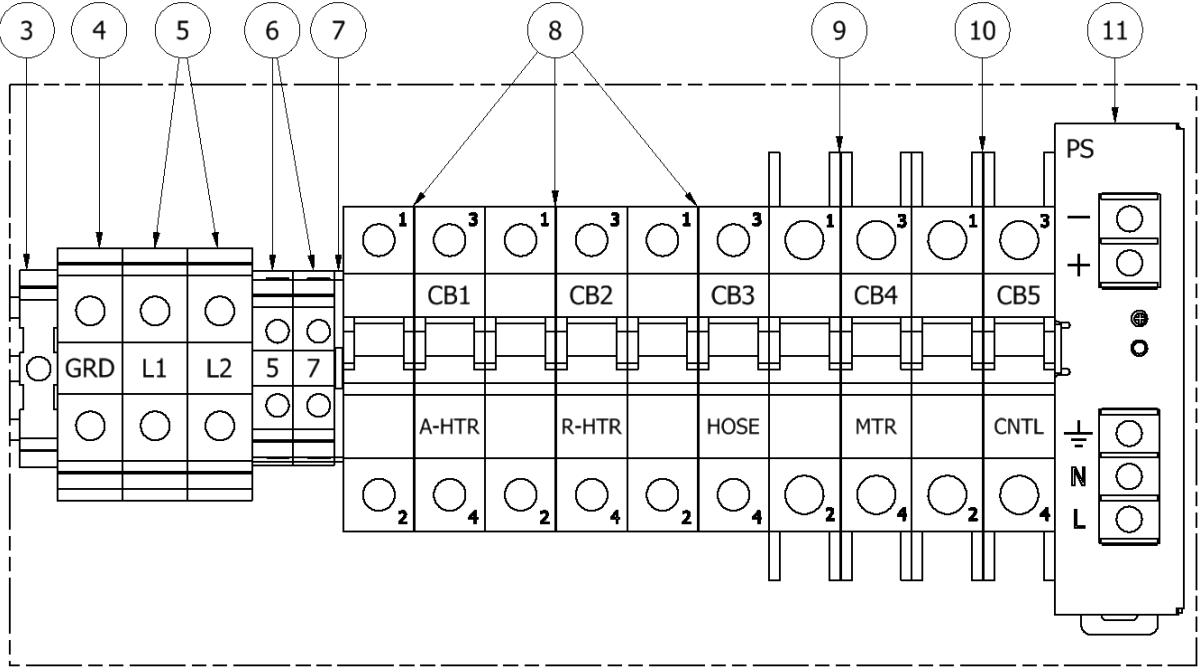 3 4 5 6 7 8 9 10 11
PS
1 3 1 3 1 3 1 3 1 3
−
+
CB1 CB2 CB3 CB4 CB5
GRD L1 L2 5 7
A-HTR R-HTR HOSE MTR CNTL
N
L
2 4 2 4 2 4 2 4 2 4